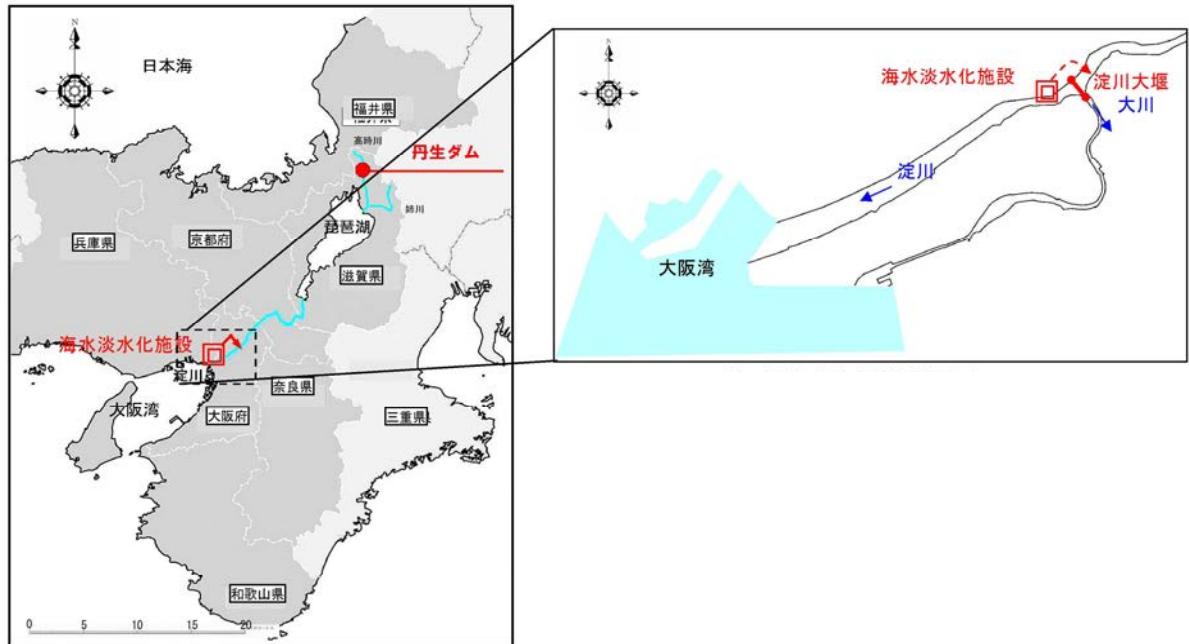 N
日本海
福井県
高時川
丹生ダム
姉川
琵琶湖
兵庫県
京都府
滋賀県
海水淡水化施設
淀川
奈良県
大阪湾
大阪府
三重県
和歌山県
0 5 10 15 20
N
海水淡水化施設
淀川大堰
大川
淀川
大阪湾